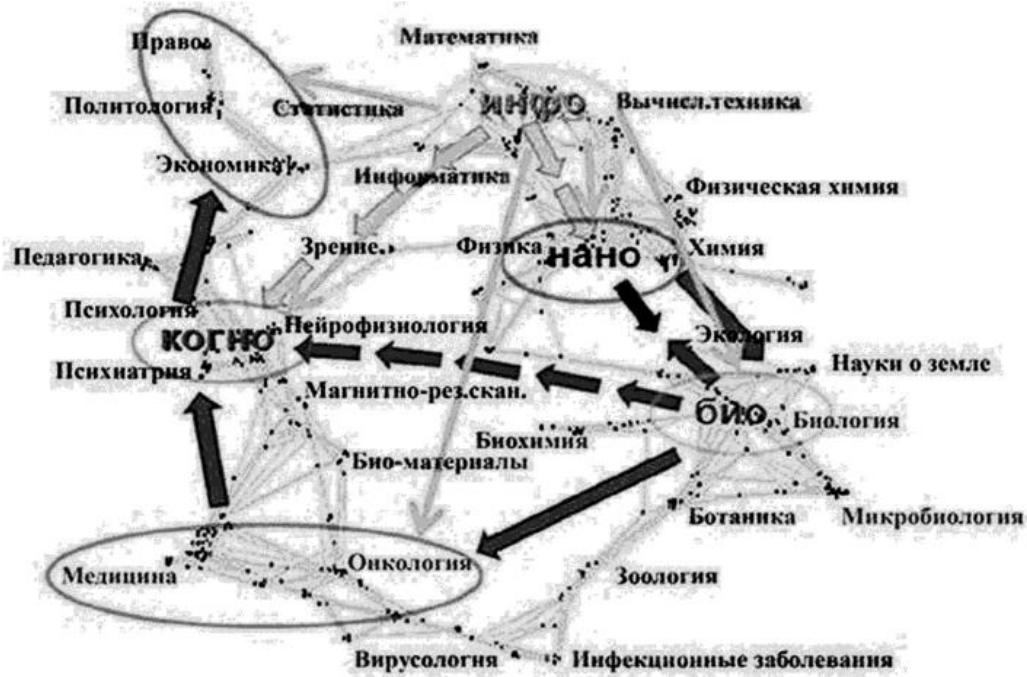 Математика
Право
инфо
Вычисл.техника
Политология
Статистика
Экономика
Информатика
Физическая химия
Педагогика
Зрение.
Физика
нано
Химия
Психология
Нейрофизиология
когно
Экология
Психиатрия
Магнитно-рез.скан.
Науки о земле
био
Биология
Биохимия
Био-материалы
Ботаника
Микробиология
Медицина
Онкология
Зоология
Вирусология
Инфекционные заболевания